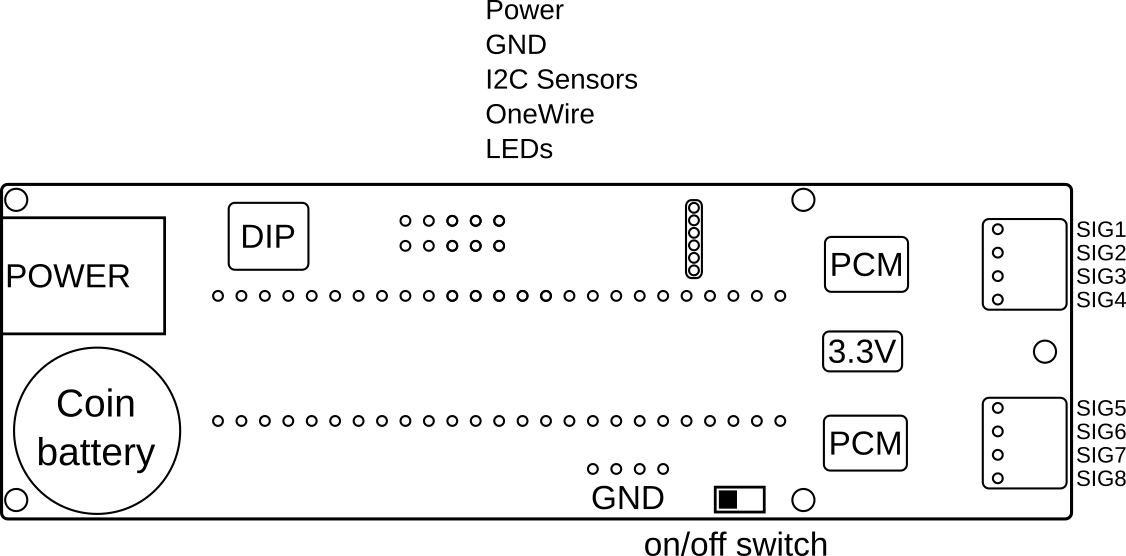 Power
GND
I2C Sensors
OneWire
LEDs
DIP
POWER
PCM
SIG1
SIG2
SIG3
SIG4
3.3V
Coin
battery
PCM
SIG5
SIG6
SIG7
SIG8
GND
on/off switch